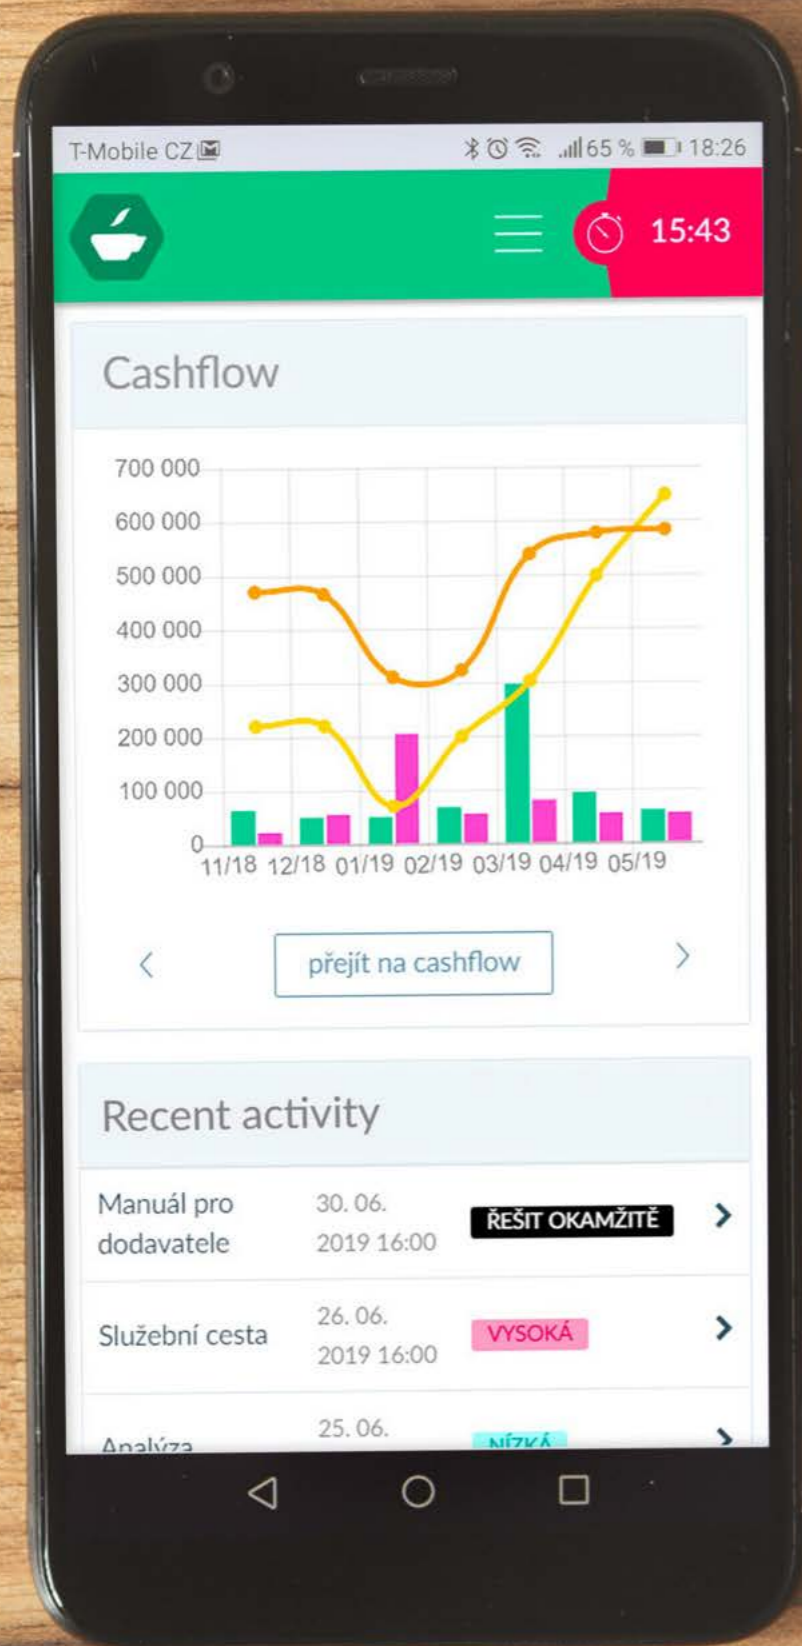 T-Mobile CZ 65 % 18:26
15:43
Cashflow
700 000
600 000
500 000
400 000
300 000
200 000
100 000
0
11/18 12/18 01/19 02/19 03/19 04/19 05/19
přejít na cashflow
Recent activity
Manuál pro
dodavatele
30. 06.
2019 16:00
ŘEŠIT OKAMŽITĚ
Služební cesta
26. 06.
2019 16:00
VYSOKÁ
Analýza
25. 06.
NÍZKÁ